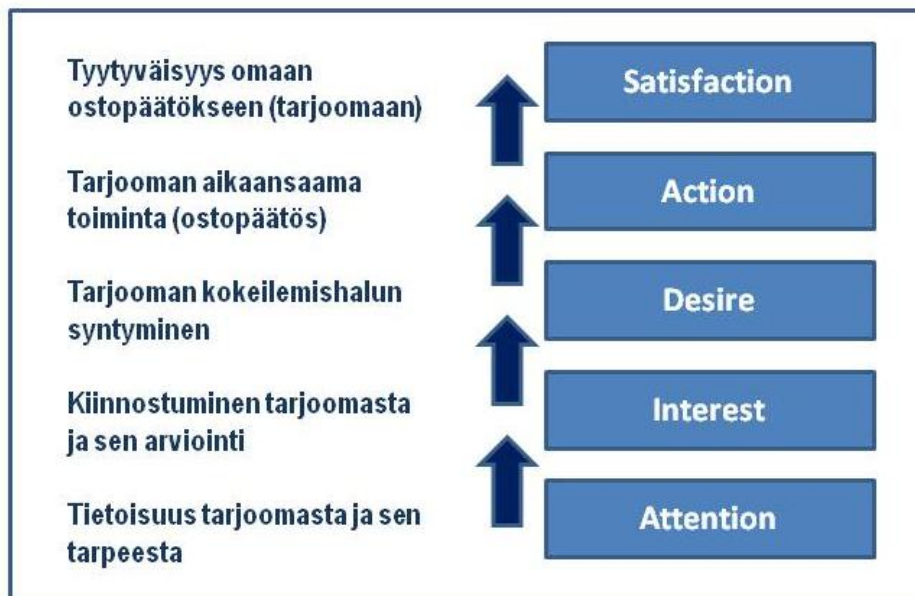 Tyytyväisyys omaan
ostopäätökseen (tarjoomaan)
Satisfaction
Tarjooman aikaansaama
toiminta (ostopäätös)
Action
Tarjooman kokeilemishalun
syntyminen
Desire
Kiinnostuminen tarjoomasta
ja sen arviointi
Interest
Tietoisuus tarjoomasta ja sen
tarpeesta
Attention